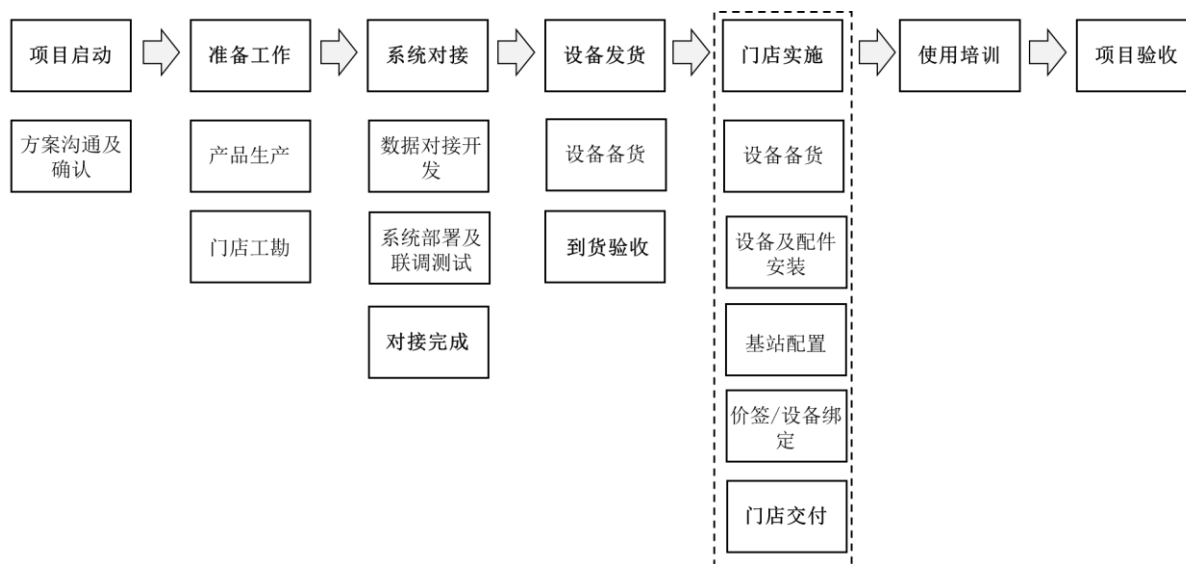 项目启动
准备工作
系统对接
设备发货
门店实施
使用培训
项目验收
方案沟通及
确认
产品生产
数据对接开
发
设备备货
设备备货
门店工勘
系统部署及
联调测试
到货验收
设备及配件
安装
对接完成
基站配置
价签/设备绑
定
门店交付